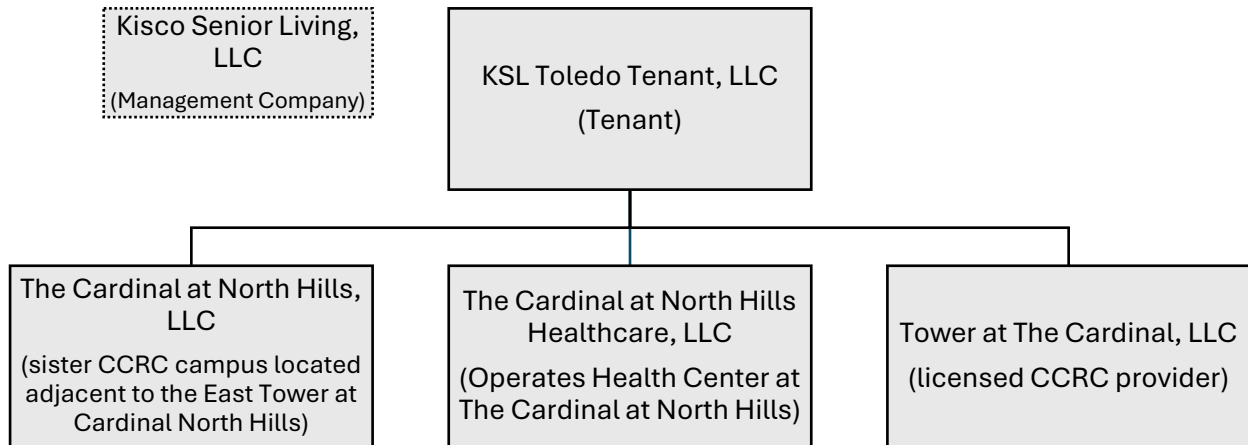 Kisco Senior Living,
LLC
(Management Company)
KSL Toledo Tenant, LLC
(Tenant)
The Cardinal at North Hills,
LLC
(sister CCRC campus located
adjacent to the East Tower at
Cardinal North Hills)
The Cardinal at North Hills
Healthcare, LLC
(Operates Health Center at
The Cardinal at North Hills)
Tower at The Cardinal, LLC
(licensed CCRC provider)